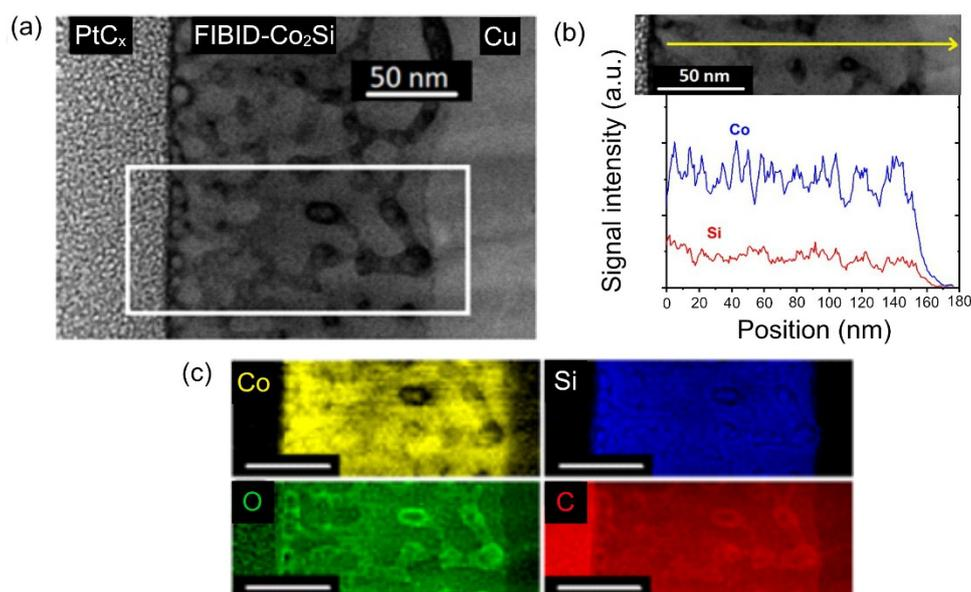 (a)
PtCₓ FIBID-Co₂Si Cu
50 nm
(b)
50 nm
Signal intensity (a.u.)
Co
Si
0 20 40 60 80 100 120 140 160 180
Position (nm)
(c)
Co
Si
O
C